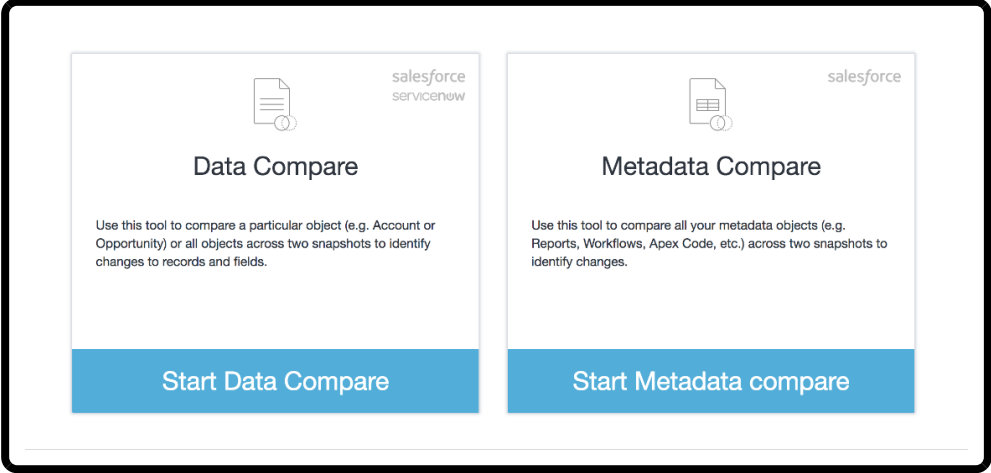 salesforce
servicenow
Data Compare
Use this tool to compare a particular object (e.g. Account or
Opportunity) or all objects across two snapshots to identify
changes to records and fields.
Start Data Compare
salesforce
Metadata Compare
Use this tool to compare all your metadata objects (e.g.
Reports, Workflows, Apex Code, etc.) across two snapshots to
identify changes.
Start Metadata compare